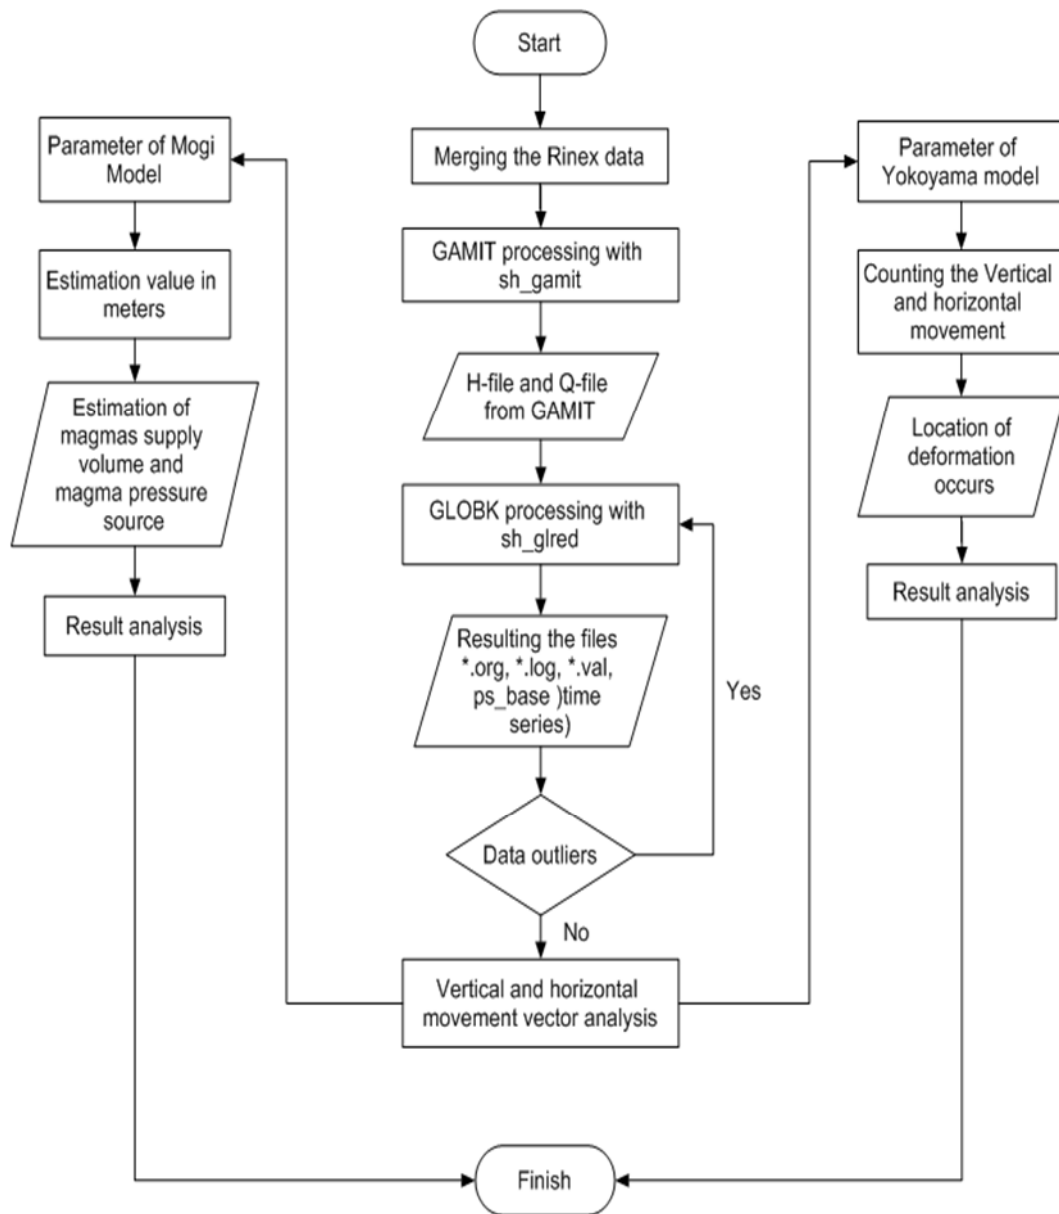 Start
Merging the Rinex data
GAMIT processing with
sh_gamit
H-file and Q-file
from GAMIT
GLOBK processing with
sh_glred
Resulting the files
*.org, *.log, *.val,
ps_base )time
series)
Yes
Data outliers
No
Vertical and horizontal
movement vector analysis
Parameter of Mogi
Model
Estimation value in
meters
Estimation of
magmas supply
volume and
magma pressure
source
Result analysis
Parameter of
Yokoyama model
Counting the Vertical
and horizontal
movement
Location of
deformation
occurs
Result analysis
Finish